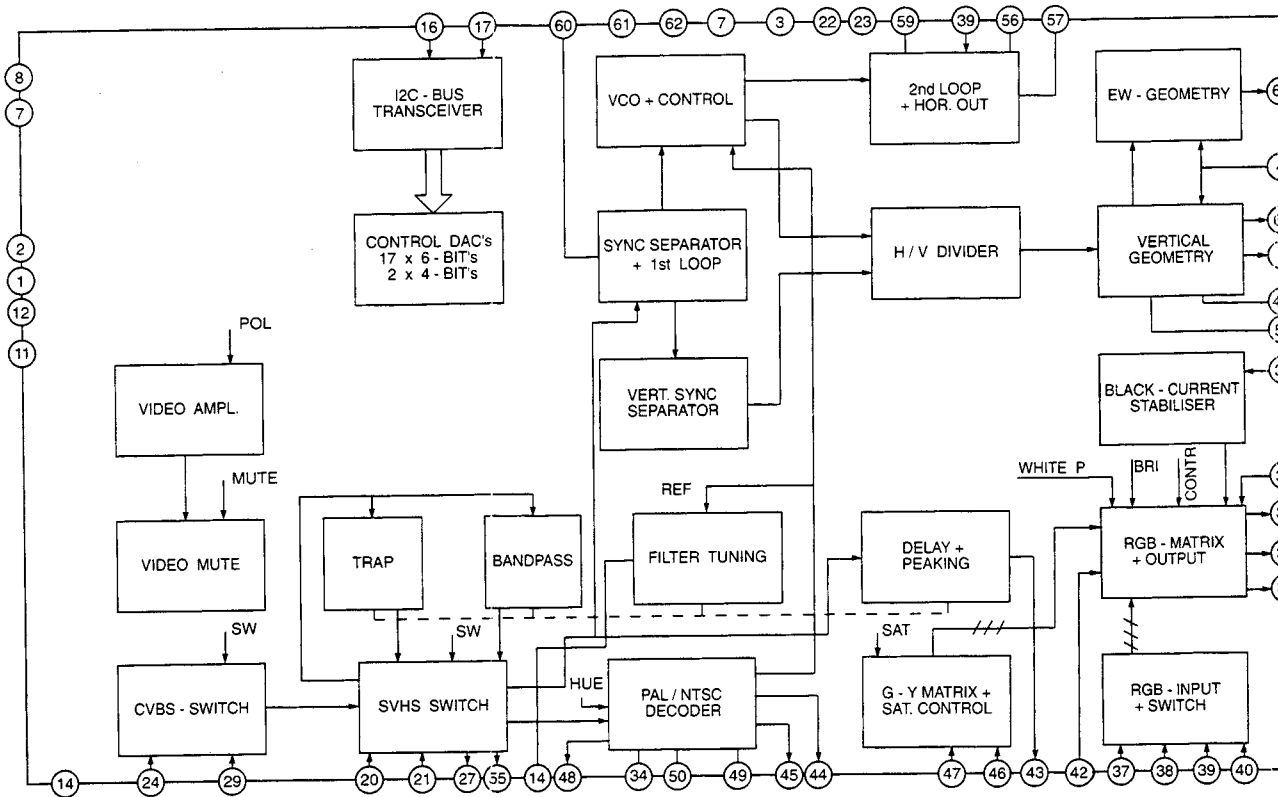 16
17
60
61
62
7
3
22
23
59
39
56
57
8
7
2
1
12
11
I2C - BUS
TRANSCEIVER
VCO + CONTROL
2nd LOOP
+ HOR. OUT
EW - GEOMETRY
CONTROL DAC's
17 x 6 - BIT's
2 x 4 - BIT's
SYNC SEPARATOR
+ 1st LOOP
H / V DIVIDER
VERTICAL
GEOMETRY
POL
VIDEO AMPL.
VERT. SYNC
SEPARATOR
BLACK - CURRENT
STABILISER
MUTE
REF
WHITE P
BRI
CONTR
VIDEO MUTE
TRAP
BANDPASS
FILTER TUNING
DELAY +
PEAKING
RGB - MATRIX
+ OUTPUT
SW
SW
SAT
HUE
CVBS - SWITCH
SVHS SWITCH
PAL / NTSC
DECODER
G - Y MATRIX +
SAT. CONTROL
RGB - INPUT
+ SWITCH
14
24
29
20
21
27
55
14
48
34
50
49
45
44
47
46
43
42
37
38
39
40